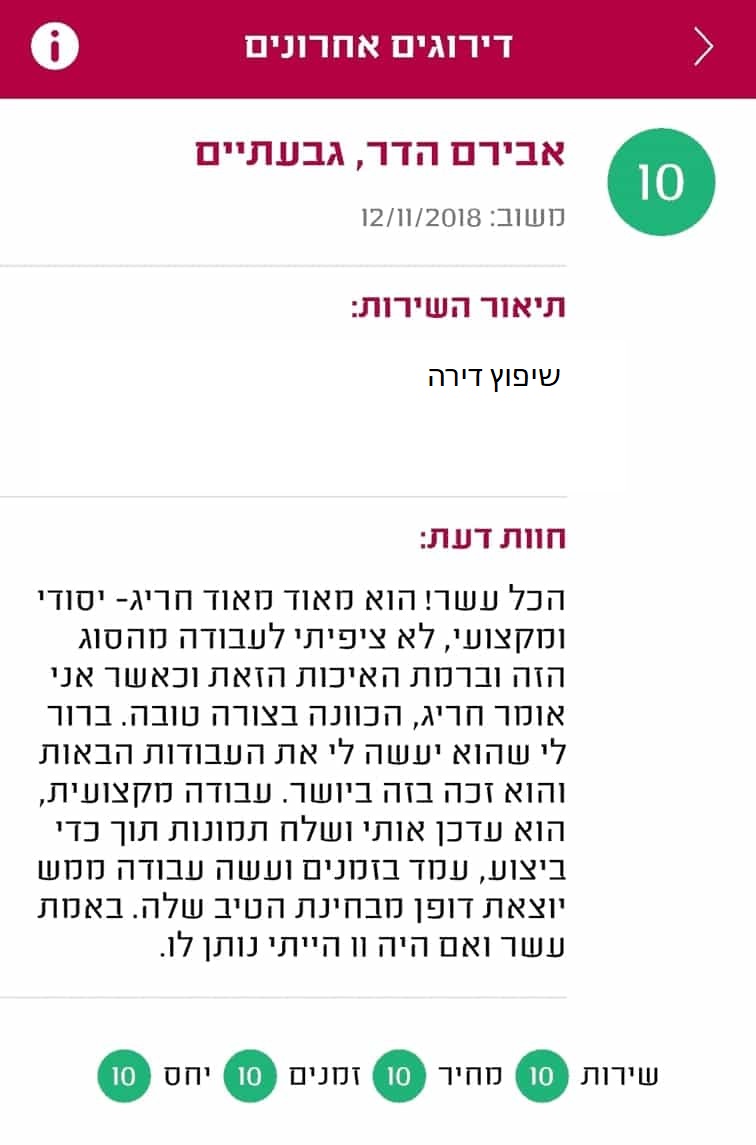 דירוגים אחרונים
10
אבירם הדר, גבעתיים
משוב: 12/11/2018
תיאור השירות:
שיפוץ דירה
חוות דעת:
הכל עשר! הוא מאוד מאוד חריג- יסודי
ומקצועי, לא ציפיתי לעבודה מהסוג
הזה וברמת האיכות הזאת וכאשר אני
אומר חריג, הכוונה בצורה טובה. ברור
לי שהוא יעשה לי את העבודות הבאות
והוא זכה בזה ביושר. עבודה מקצועית,
הוא עדכן אותי ושלח תמונות תוך כדי
ביצוע, עמד בזמנים ועשה עבודה ממש
יוצאת דופן מבחינת הטיב שלה. באמת
עשר ואם היה 11 הייתי נותן לו.
שירות 10 מחיר 10 זמנים 10 יחס 10